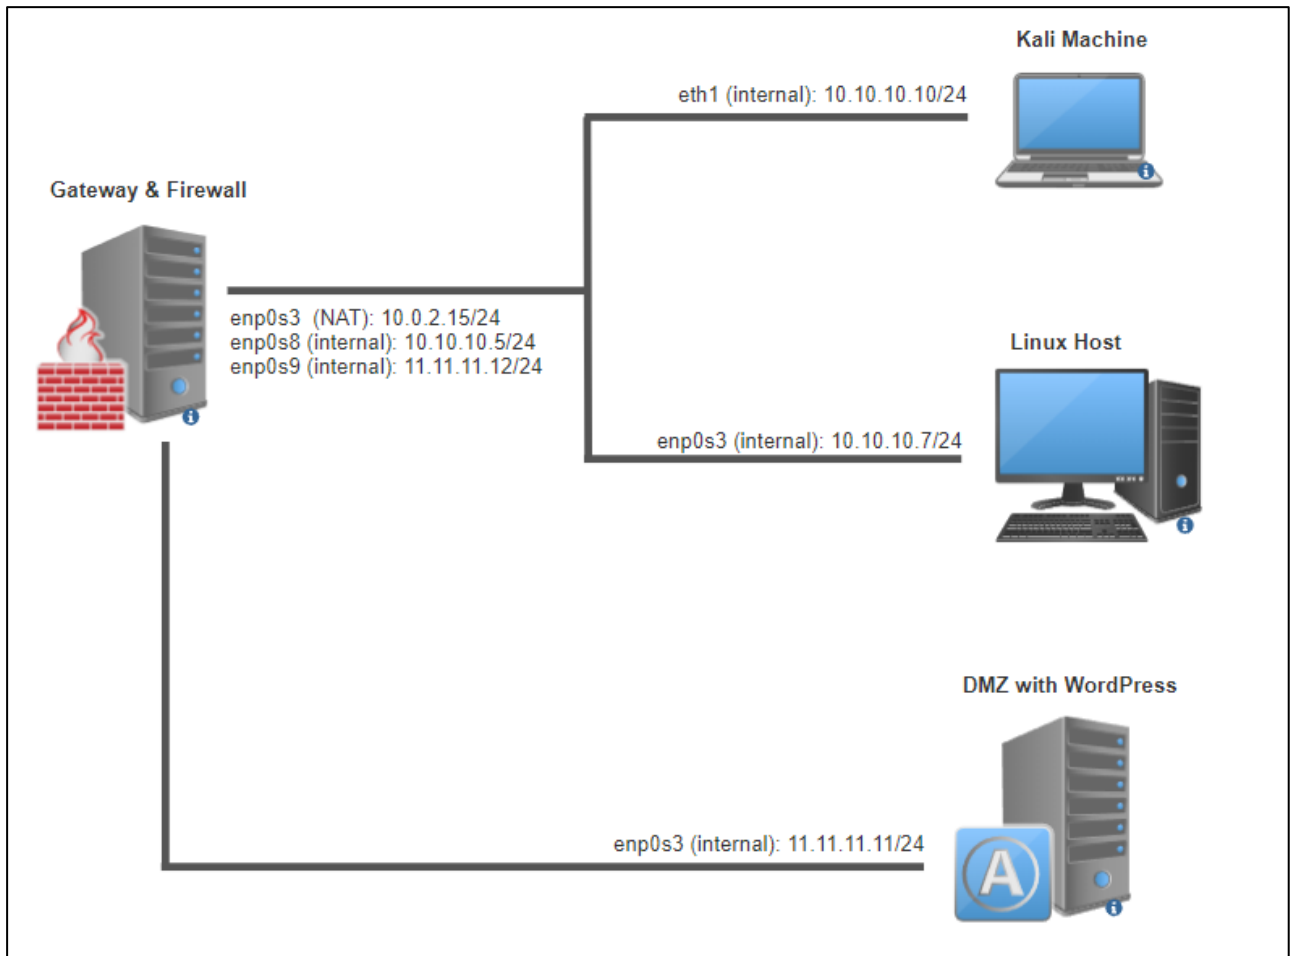 Kali Machine
eth1 (internal): 10.10.10.10/24
Gateway & Firewall
enp0s3  (NAT): 10.0.2.15/24
enp0s8 (internal): 10.10.10.5/24
enp0s9 (internal): 11.11.11.12/24
Linux Host
enp0s3 (internal): 10.10.10.7/24
DMZ with WordPress
enp0s3 (internal): 11.11.11.11/24
A